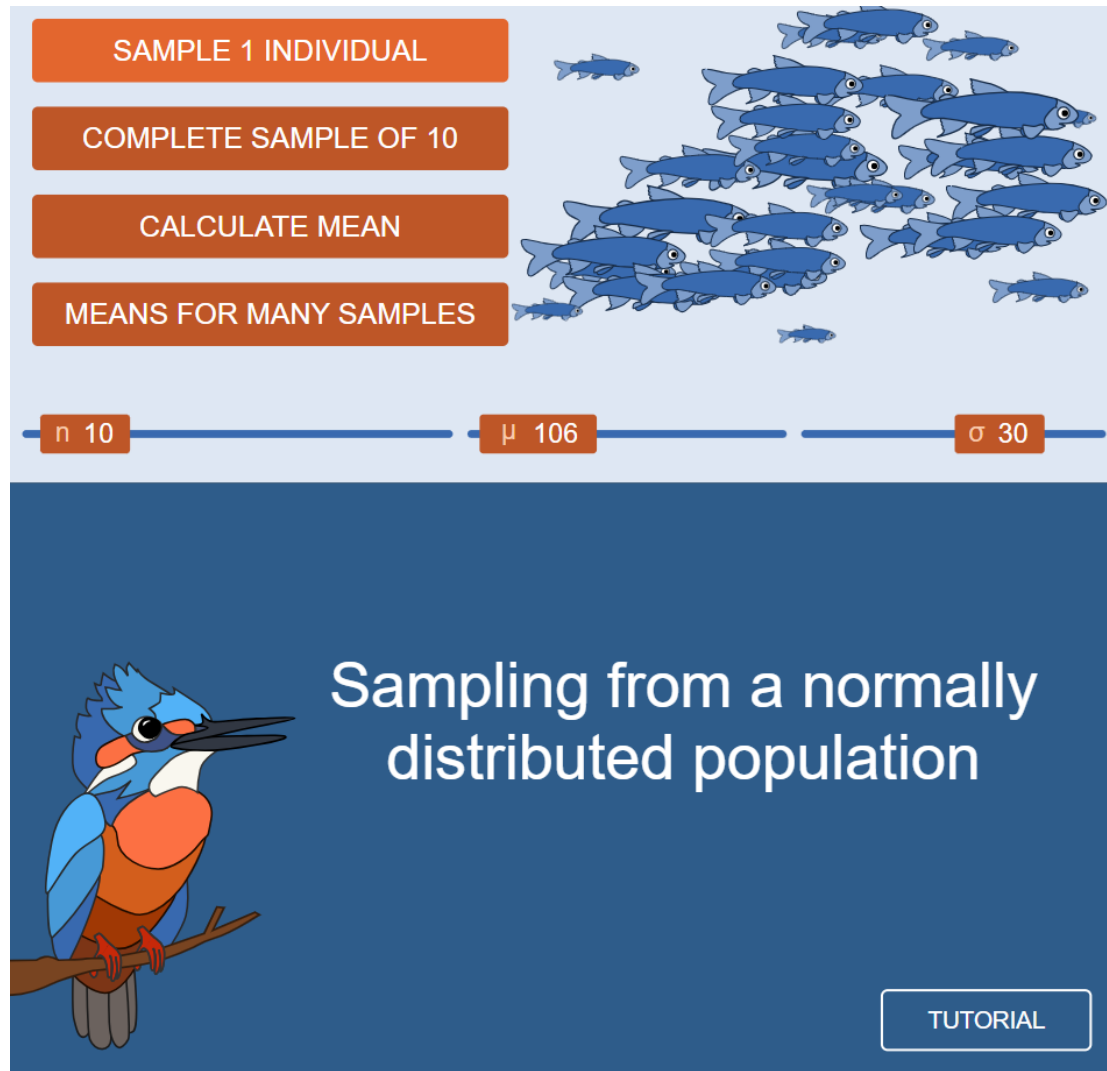 SAMPLE 1 INDIVIDUAL
COMPLETE SAMPLE OF 10
CALCULATE MEAN
MEANS FOR MANY SAMPLES
n 10
μ 106
σ 30
Sampling from a normally
distributed population
TUTORIAL